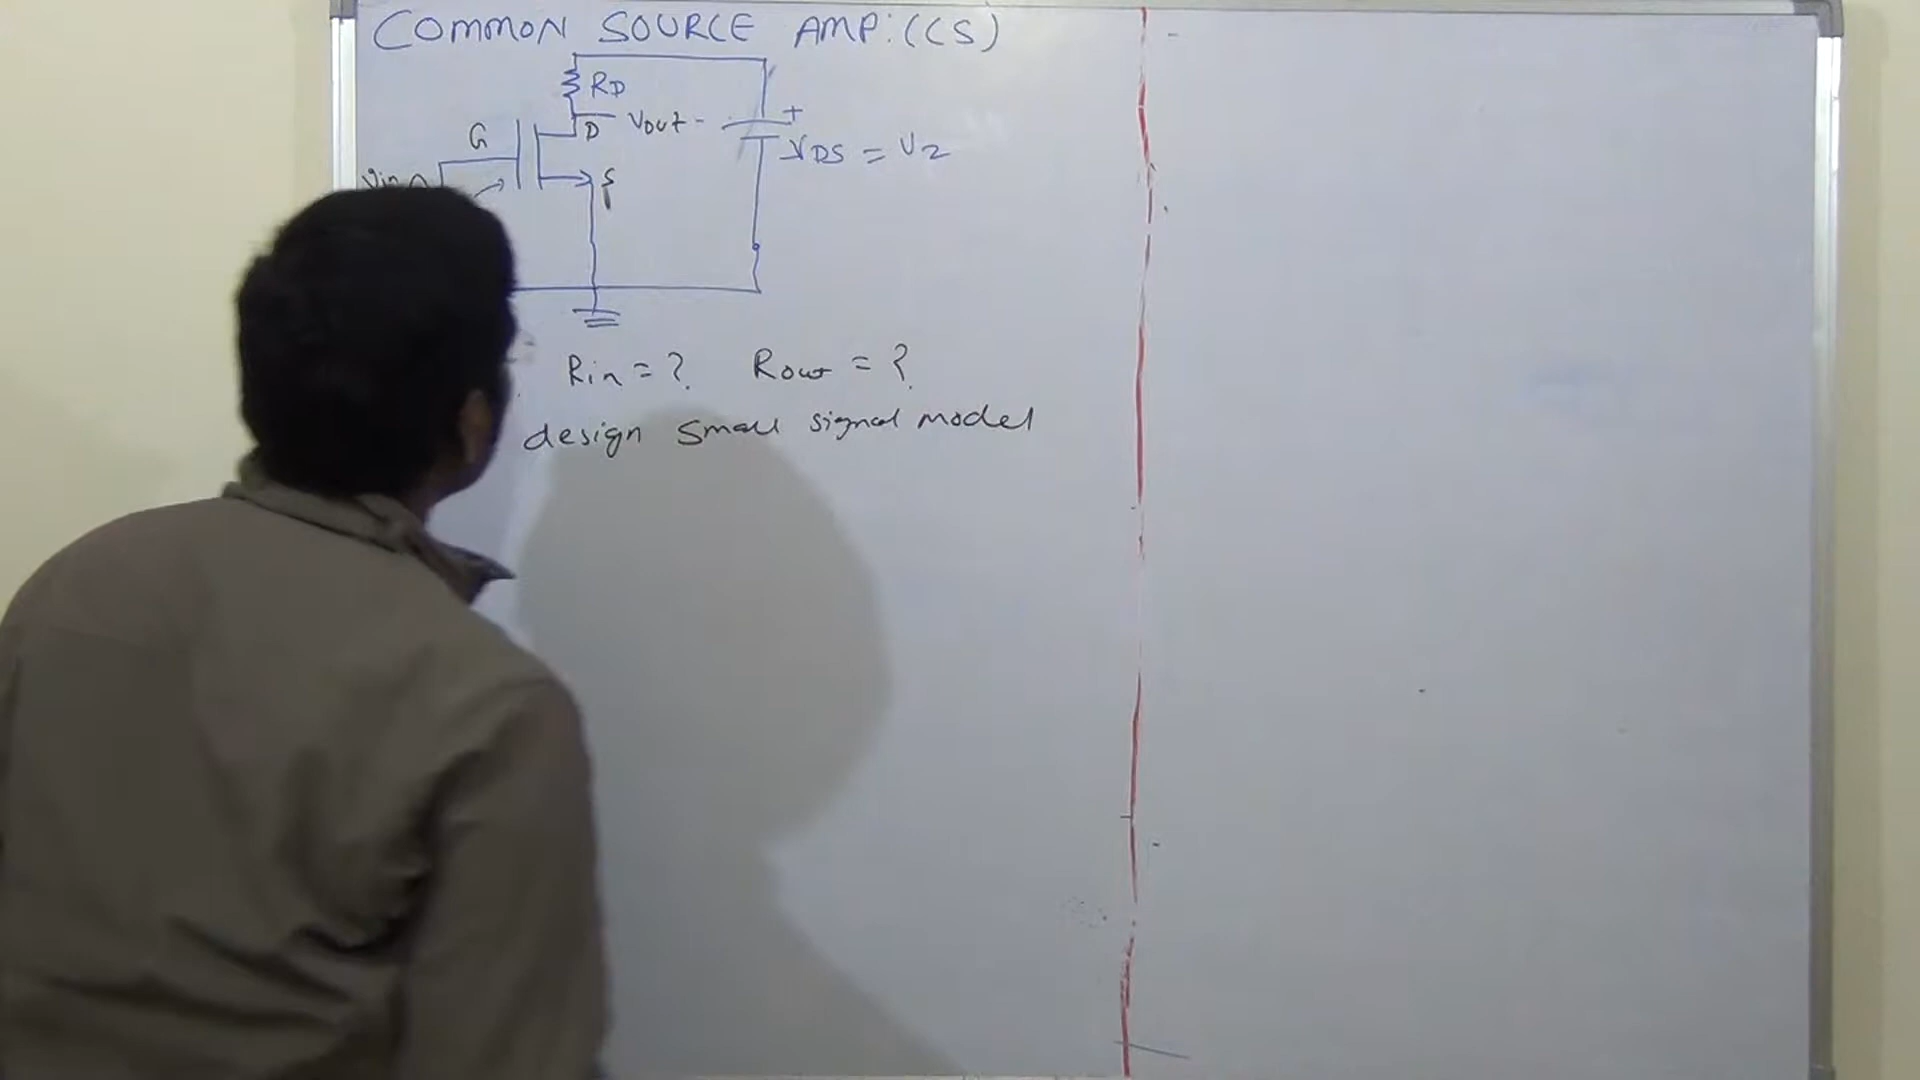 COMMON SOURCE AMP:(CS)
RD
+
G
D
Vout
VDS = V2
Vin
S
Rin = ? Rout = ?
design small signal model